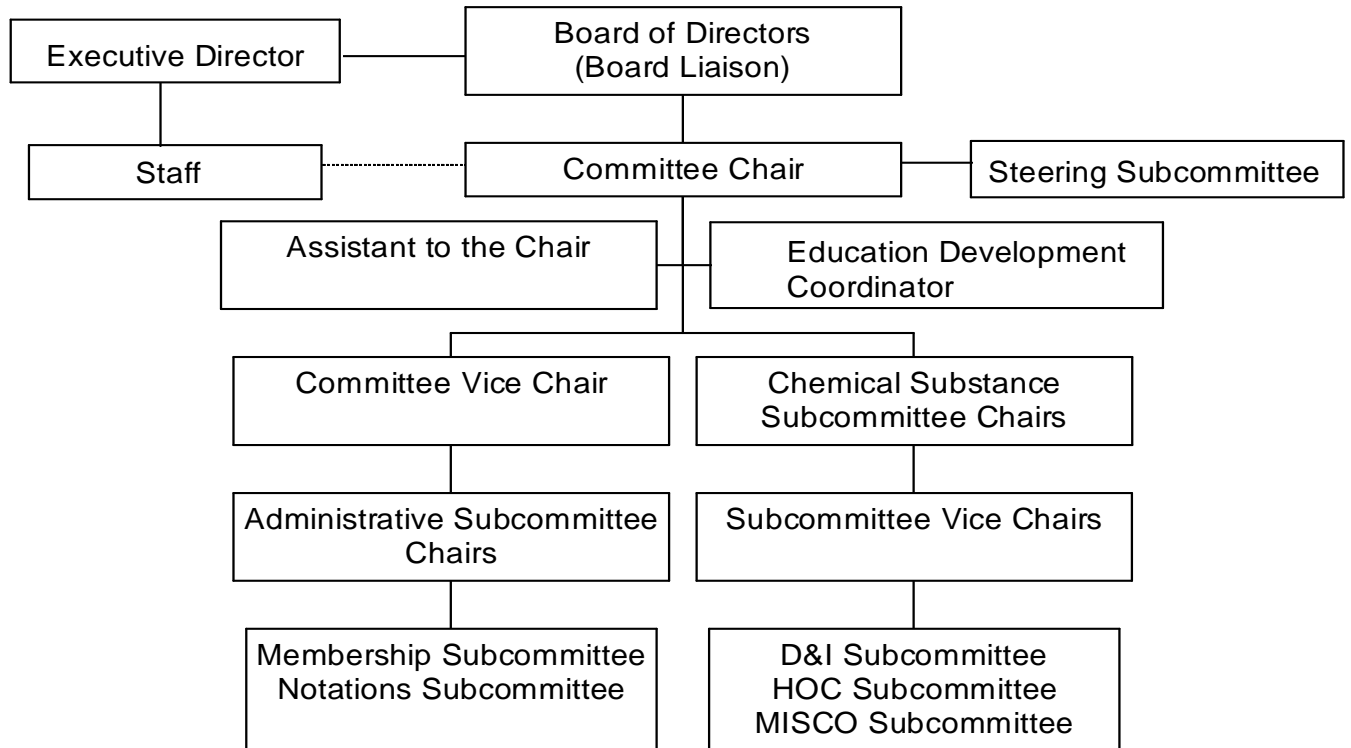 Executive Director
Board of Directors
(Board Liaison)
Staff
Committee Chair
Steering Subcommittee
Assistant to the Chair
Education Development
Coordinator
Committee Vice Chair
Chemical Substance
Subcommittee Chairs
Administrative Subcommittee
Chairs
Subcommittee Vice Chairs
Membership Subcommittee
Notations Subcommittee
D&I Subcommittee
HOC Subcommittee
MISCO Subcommittee